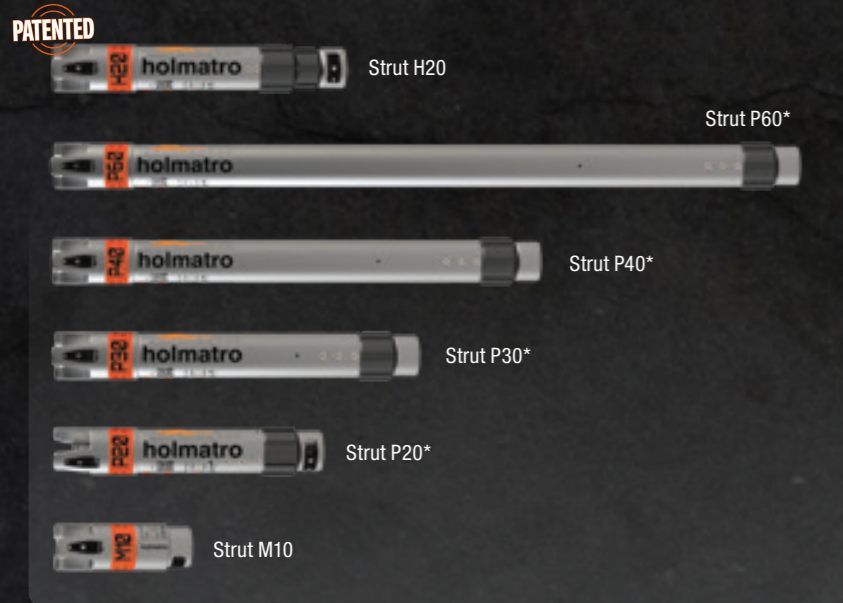 PATENTED
H20 holmatro
Strut H20
Strut P60*
P60 holmatro
P40 holmatro
Strut P40*
P30 holmatro
Strut P30*
P20 holmatro
Strut P20*
M10 holmatro
Strut M10